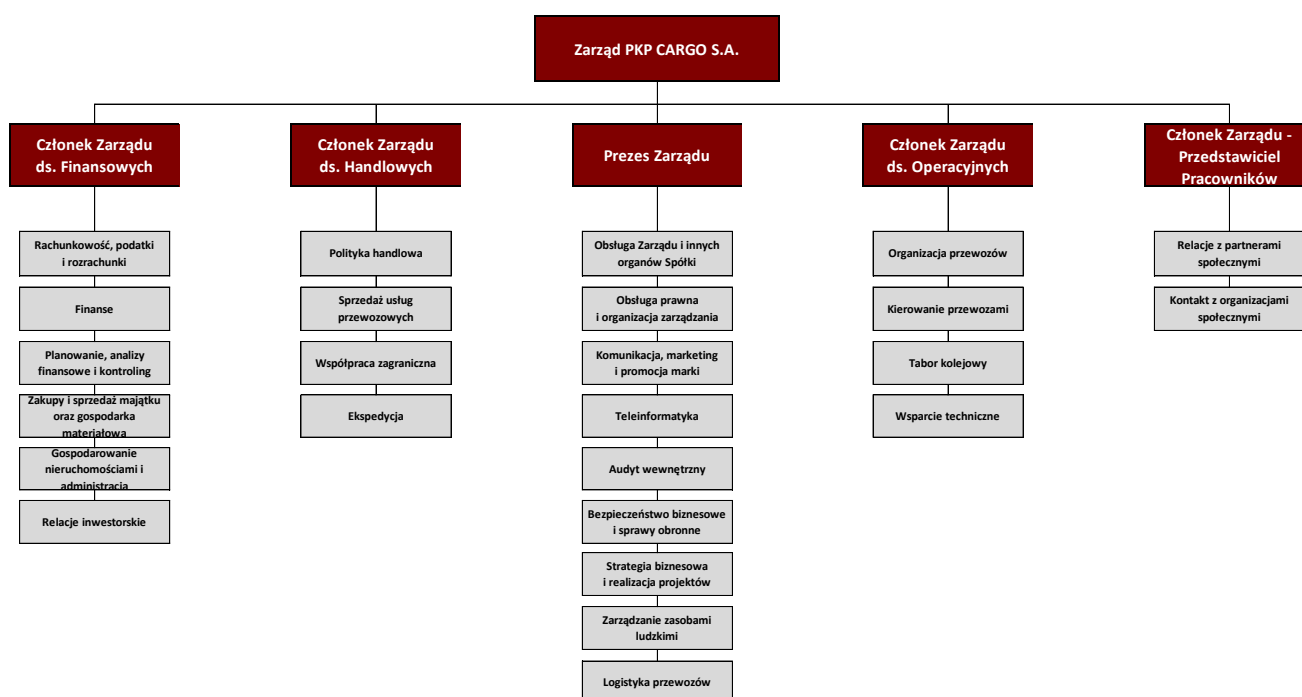 Zarząd PKP CARGO S.A.
Członek Zarządu
ds. Finansowych
Rachunkowość, podatki
i rozrachunki
Finanse
Planowanie, analizy
finansowe i kontroling
Zakupy i sprzedaż majątku
oraz gospodarka
materiałowa
Gospodarowanie
nieruchomościami i
administracja
Relacje inwestorskie
Członek Zarządu
ds. Handlowych
Polityka handlowa
Sprzedaż usług
przewozowych
Współpraca zagraniczna
Ekspedycja
Prezes Zarządu
Obsługa Zarządu i innych
organów Spółki
Obsługa prawna
i organizacja zarządzania
Komunikacja, marketing
i promocja marki
Teleinformatyka
Audyt wewnętrzny
Bezpieczeństwo biznesowe
i sprawy obronne
Strategia biznesowa
i realizacja projektów
Zarządzanie zasobami
ludzkimi
Logistyka przewozów
Członek Zarządu
ds. Operacyjnych
Organizacja przewozów
Kierowanie przewozami
Tabor kolejowy
Wsparcie techniczne
Członek Zarządu -
Przedstawiciel
Pracowników
Relacje z partnerami
społecznymi
Kontakt z organizacjami
społecznymi